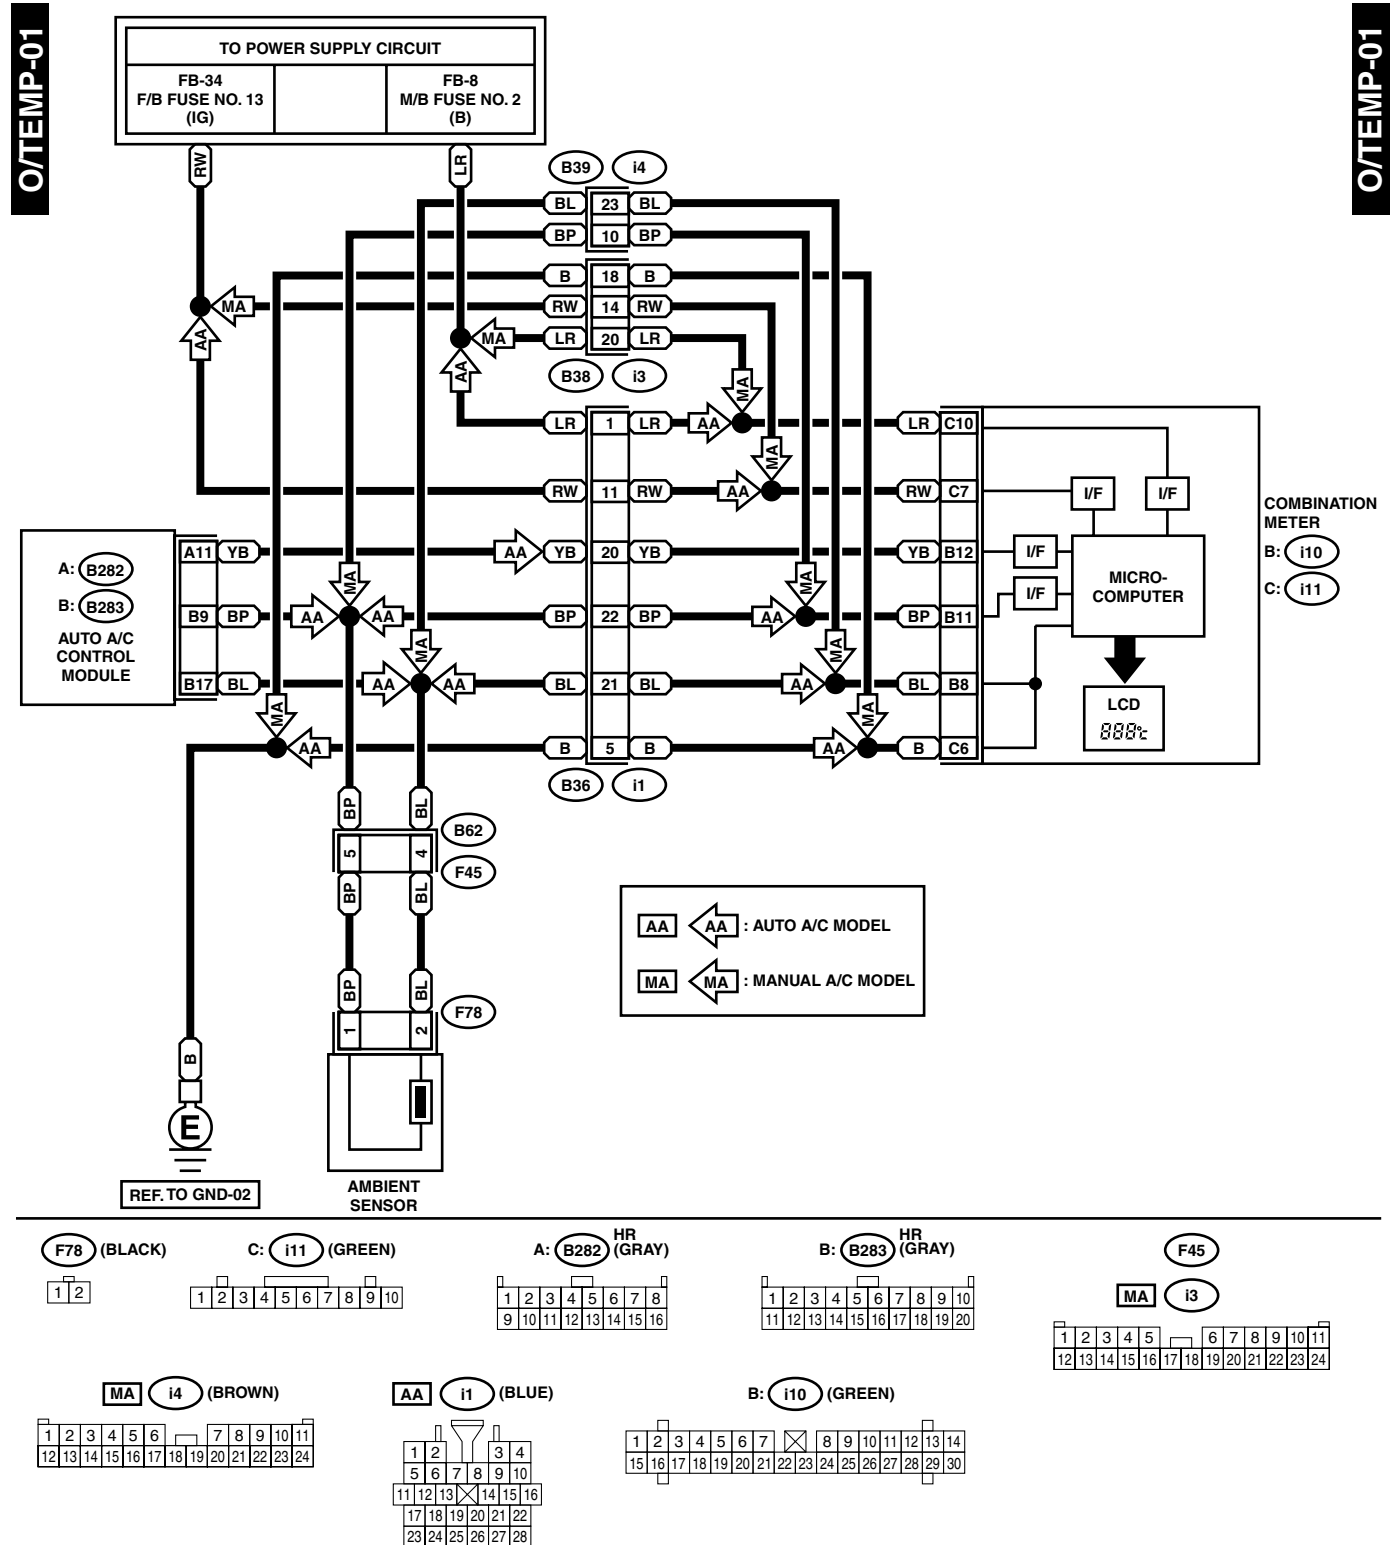 O/TEMP-01
O/TEMP-01
TO POWER SUPPLY CIRCUIT
FB-34
F/B FUSE NO. 13
(IG)
FB-8
M/B FUSE NO. 2
(B)
RW
LR
B39 i4
BL 23 BL
BP 10 BP
B 18 B
MA RW 14 RW
MA LR 20 LR
AA
AA
B38 i3
MA
LR 1 LR AA LR C10
MA
RW 11 RW AA RW C7
I/F I/F
COMBINATION
METER
B: i10
C: i11
A11 YB AA YB 20 YB YB B12 I/F
MICRO-
COMPUTER
A: B282
B: B283
AUTO A/C
CONTROL
MODULE
MA MA I/F
B9 BP AA AA BP 22 BP AA BP B11
MA MA
B17 BL AA AA BL 21 BL AA BL B8
LCD
888°C
MA MA
AA B 5 B AA B C6
B36 i1
BP BL
B62
5 4
F45
BP BL
AA AA : AUTO A/C MODEL
MA MA : MANUAL A/C MODEL
BP BL
F78
1 2
B
E
REF. TO GND-02
AMBIENT
SENSOR
F78 (BLACK)
1 2
C: i11 (GREEN)
1 2 3 4 5 6 7 8 9 10
A: B282 HR (GRAY)
1 2 3 4 5 6 7 8
9 10 11 12 13 14 15 16
B: B283 HR (GRAY)
1 2 3 4 5 6 7 8 9 10
11 12 13 14 15 16 17 18 19 20
F45
MA i3
1 2 3 4 5 6 7 8 9 10 11
12 13 14 15 16 17 18 19 20 21 22 23 24
MA i4 (BROWN)
1 2 3 4 5 6 7 8 9 10 11
12 13 14 15 16 17 18 19 20 21 22 23 24
AA i1 (BLUE)
1 2 3 4
5 6 7 8 9 10
11 12 13 14 15 16
17 18 19 20 21 22
23 24 25 26 27 28
B: i10 (GREEN)
1 2 3 4 5 6 7 8 9 10 11 12 13 14
15 16 17 18 19 20 21 22 23 24 25 26 27 28 29 30